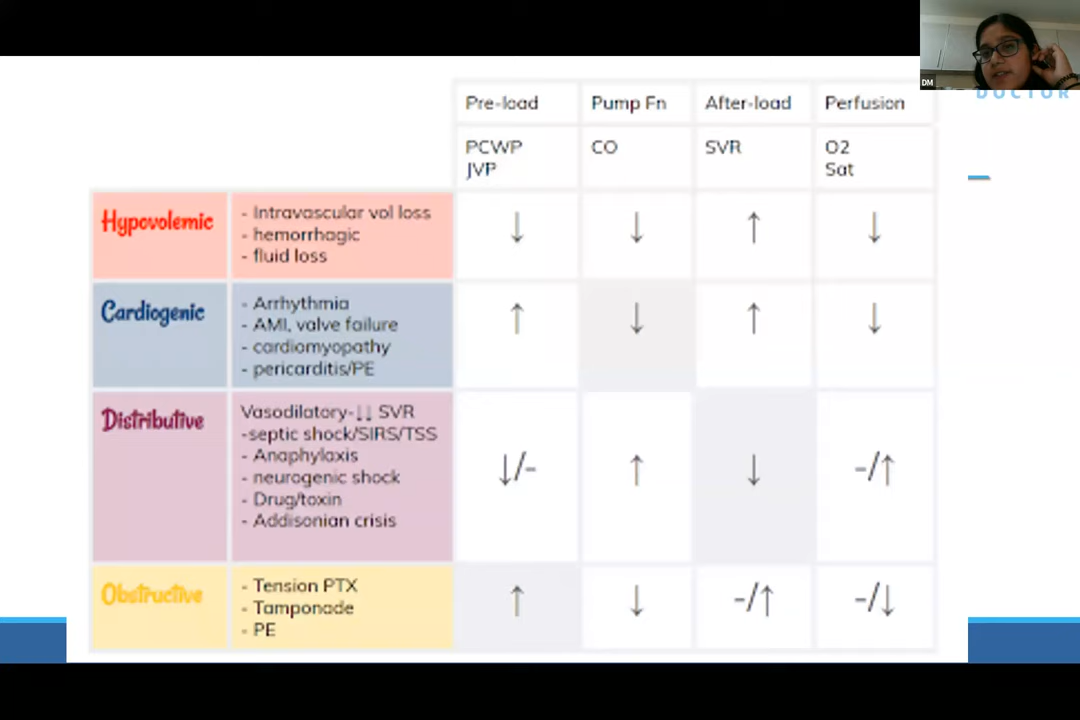 DM
DOCTOR
Pre-load Pump Fn After-load Perfusion
PCWP CO SVR O2
JVP Sat
Hypovolemic - Intravascular vol loss ↓ ↓ ↑ ↓
- hemorrhagic
- fluid loss
Cardiogenic - Arrhythmia ↑ ↓ ↑ ↓
- AMI, valve failure
- cardiomyopathy
- pericarditis/PE
Distributive Vasodilatory-↓↓ SVR
-septic shock/SIRS/TSS
- Anaphylaxis ↓/- ↑ ↓ -/↑
- neurogenic shock
- Drug/toxin
- Addisonian crisis
Obstructive - Tension PTX ↑ ↓ -/↑ -/↓
- Tamponade
- PE